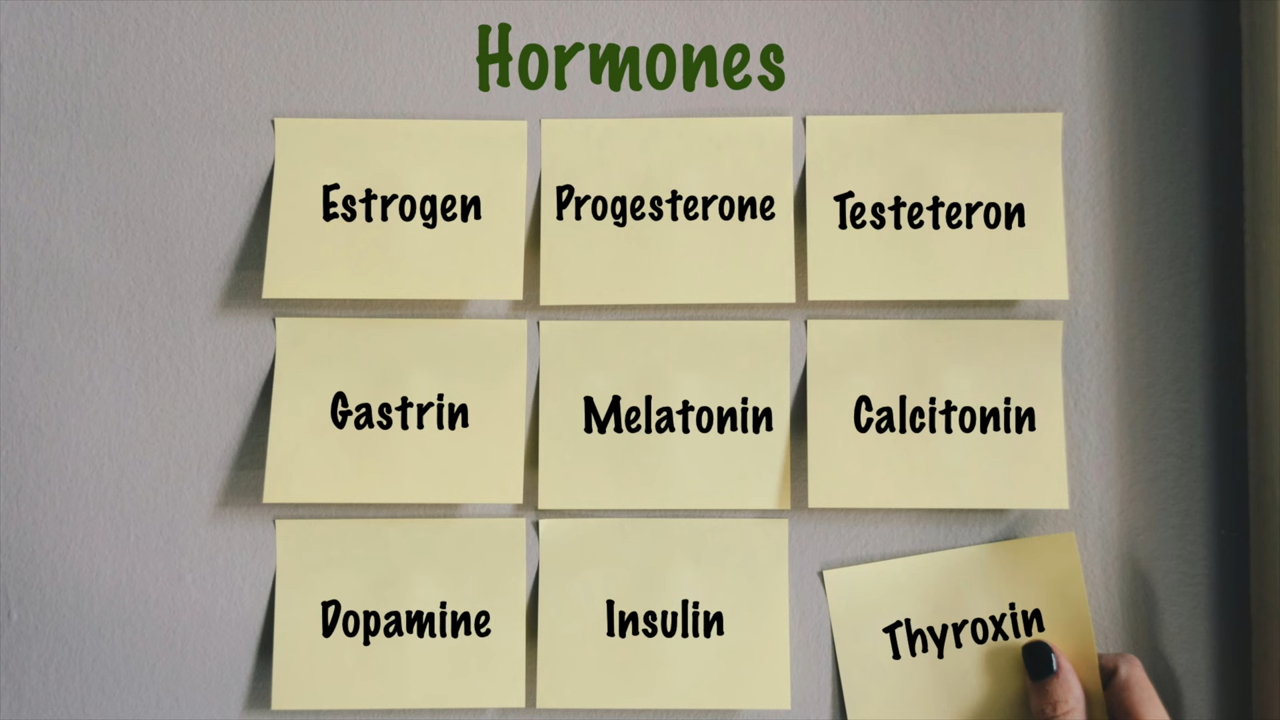 Hormones
Estrogen
Progesterone
Testeteron
Gastrin
Melatonin
Calcitonin
Dopamine
Insulin
Thyroxin